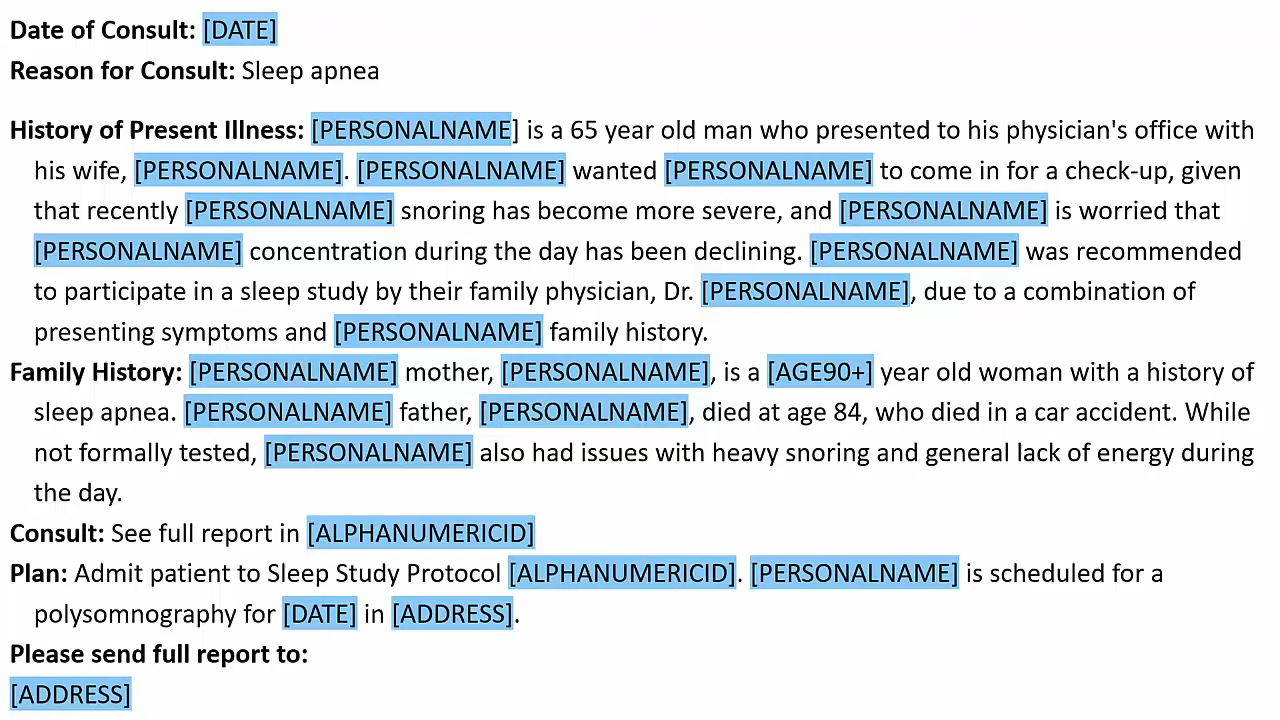 Date of Consult: [DATE]
Reason for Consult: Sleep apnea
History of Present Illness: [PERSONALNAME] is a 65 year old man who presented to his physician's office with
his wife, [PERSONALNAME]. [PERSONALNAME] wanted [PERSONALNAME] to come in for a check-up, given
that recently [PERSONALNAME] snoring has become more severe, and [PERSONALNAME] is worried that
[PERSONALNAME] concentration during the day has been declining. [PERSONALNAME] was recommended
to participate in a sleep study by their family physician, Dr. [PERSONALNAME], due to a combination of
presenting symptoms and [PERSONALNAME] family history.
Family History: [PERSONALNAME] mother, [PERSONALNAME], is a [AGE90+] year old woman with a history of
sleep apnea. [PERSONALNAME] father, [PERSONALNAME], died at age 84, who died in a car accident. While
not formally tested, [PERSONALNAME] also had issues with heavy snoring and general lack of energy during
the day.
Consult: See full report in [ALPHANUMERICID]
Plan: Admit patient to Sleep Study Protocol [ALPHANUMERICID]. [PERSONALNAME] is scheduled for a
polysomnography for [DATE] in [ADDRESS].
Please send full report to:
[ADDRESS]